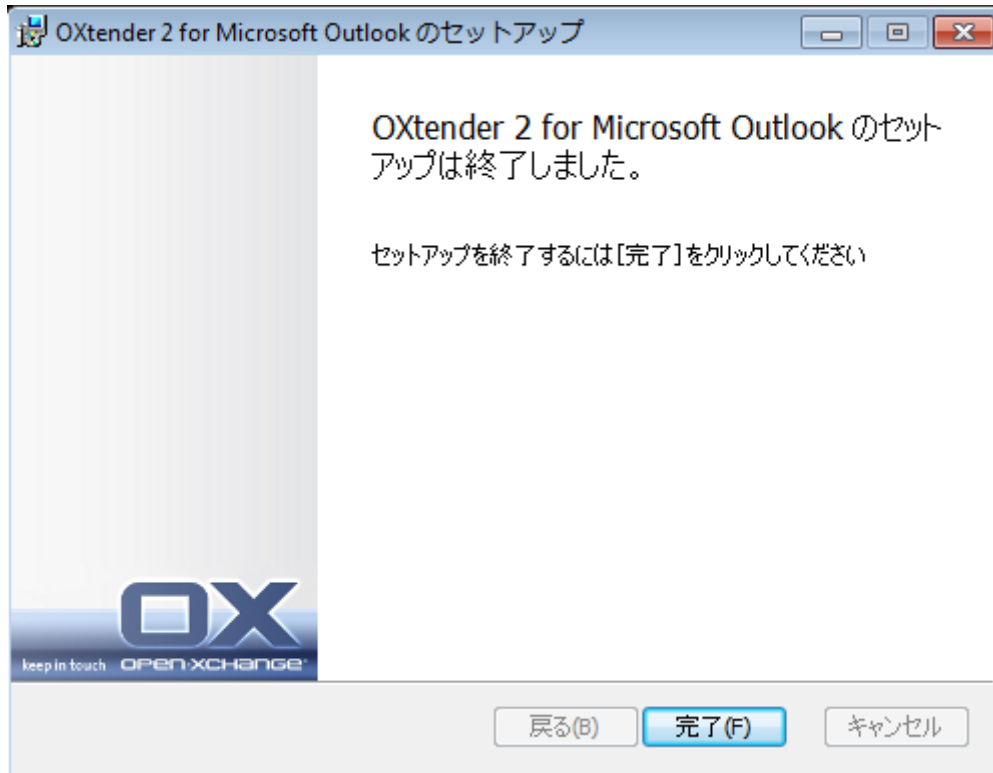 OXtender 2 for Microsoft Outlook のセットアップ
OXtender 2 for Microsoft Outlook のセット
アップは終了しました。
セットアップを終了するには[完了]をクリックしてください
OX
keep in touch OPEN-XCHANGE
戻る(B) 完了(F) キャンセル